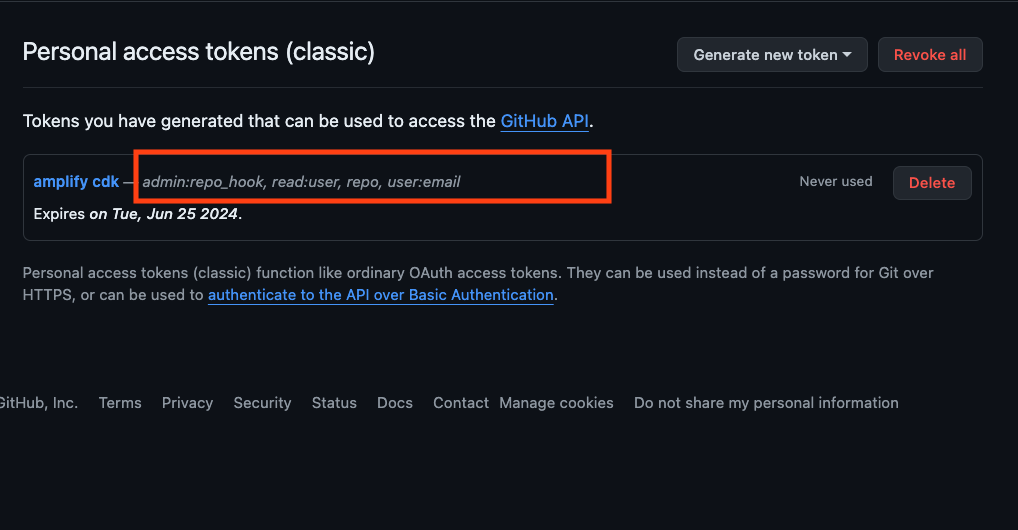 Personal access tokens (classic)
Generate new token
Revoke all
Tokens you have generated that can be used to access the GitHub API.
amplify cdk — admin:repo_hook, read:user, repo, user:email
Never used
Delete
Expires on Tue, Jun 25 2024.
Personal access tokens (classic) function like ordinary OAuth access tokens. They can be used instead of a password for Git over
HTTPS, or can be used to authenticate to the API over Basic Authentication.
GitHub, Inc. Terms Privacy Security Status Docs Contact Manage cookies Do not share my personal information